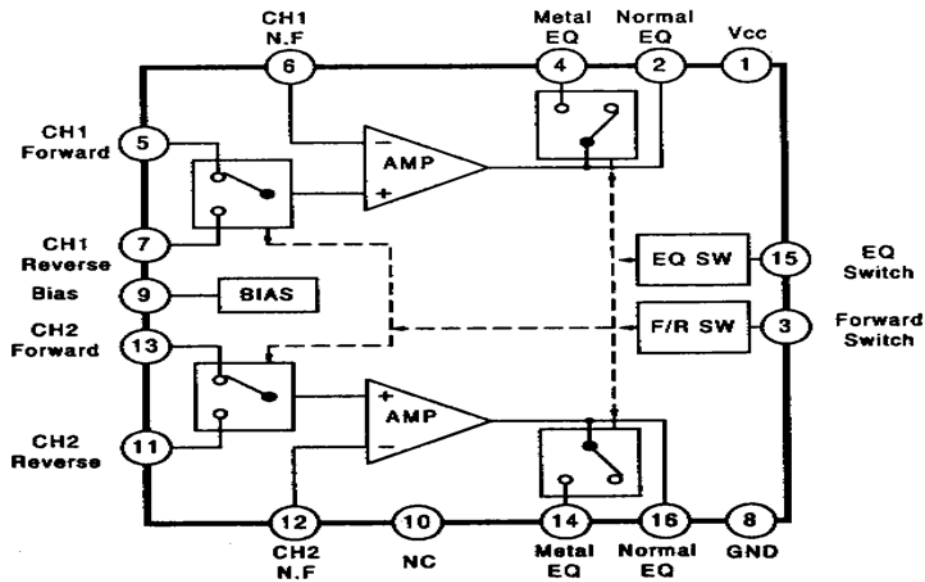 CH1
N.F
Metal
EQ
Normal
EQ
Vcc
6
4
2
1
CH1
Forward
5
−
AMP
+
7
CH1
Reverse
EQ SW
15
EQ
Switch
Bias
9
BIAS
F/R SW
3
Forward
Switch
CH2
Forward
13
+
AMP
−
CH2
Reverse
11
12
10
14
16
8
CH2
N.F
NC
Metal
EQ
Normal
EQ
GND